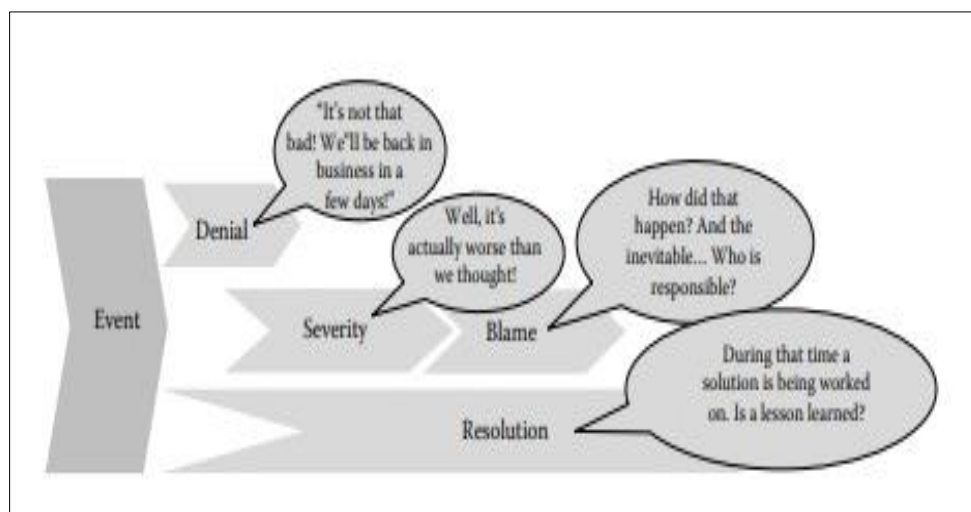 "It's not that
bad! We"ll be back in
business in a
few days!"
Denial
Well, it's
actually worse than
we thought!
How did that
happen? And the
inevitable... Who is
responsible?
Event
Severity
Blame
During that time a
solution is being worked
on. Is a lesson learned?
Resolution